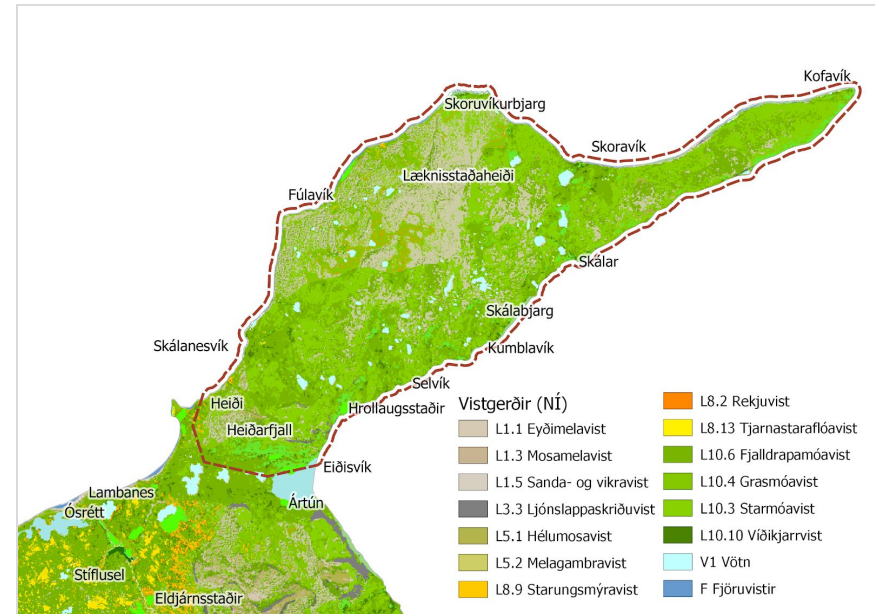 Kofavík
Skoruvíkurbjarg
Skoravík
Læknisstaðaheiði
Fúlavík
Skálar
Skálabjarg
Skálanesvík
Kumblavík
Selvík
Heiði
Hrollaugsstaðir
Heiðarfjall
Eiðisvík
Lambanes
Ártún
Ósrétt
Stíflusel
Eldjárnsstaðir
Vistgerðir (NÍ)
L1.1 Eyðimelavist
L1.3 Mosamelavist
L1.5 Sanda- og vikravist
L3.3 Ljónslappaskriðuvist
L5.1 Hélumosavist
L5.2 Melagambravist
L8.9 Starungsmýravist
L8.2 Rekjuvist
L8.13 Tjarnastaraflóavist
L10.6 Fjalldrapamóavist
L10.4 Grasmóavist
L10.3 Starmóavist
L10.10 Víðikjarrvist
V1 Vötn
F Fjöruvistir